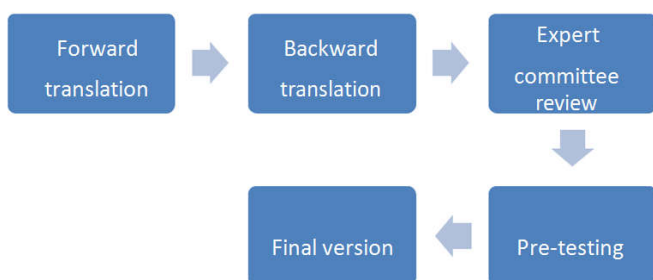 Forward
translation
Backward
translation
Expert
committee
review
Pre-testing
Final version